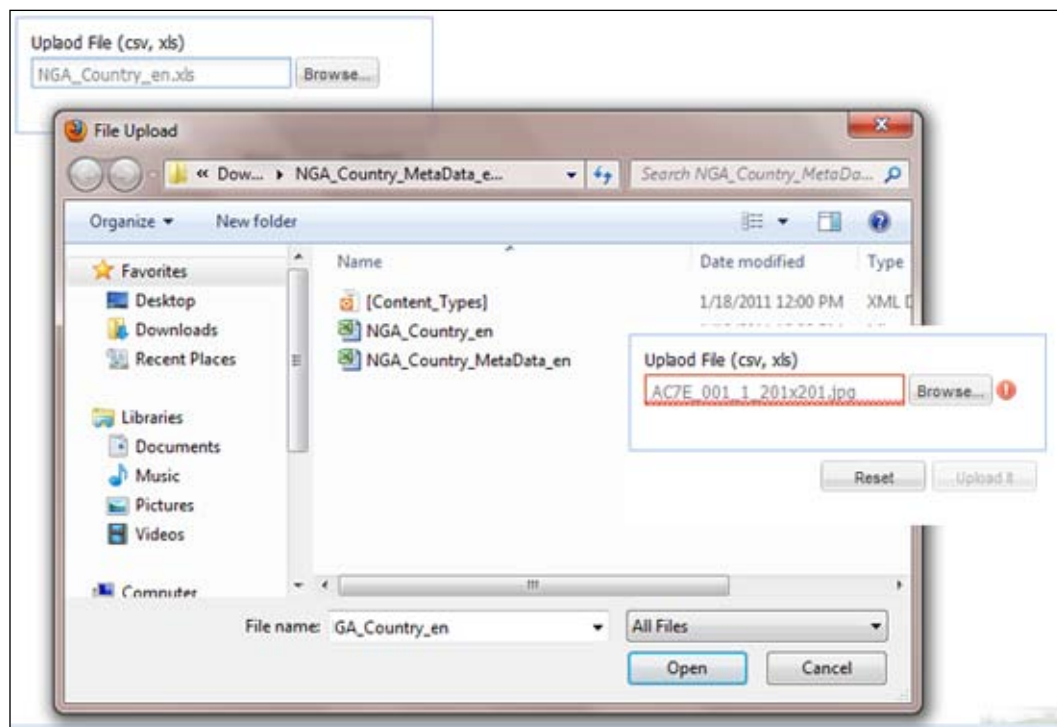 Uplaod File (csv, xls)
NGA_Country_en.xls
Browse...
File Upload
« Dow... ▸ NGA_Country_MetaData_e...
Search NGA_Country_MetaDa...
Organize
New folder
Favorites
Desktop
Downloads
Recent Places
Libraries
Documents
Music
Pictures
Videos
Computer
Name
Date modified
Type
[Content_Types]
1/18/2011 12:00 PM
XML D
NGA_Country_en
NGA_Country_MetaData_en
Uplaod File (csv, xls)
AC7E_001_1_201x201.jpg
Browse...
Reset
Upload It
File name:
GA_Country_en
All Files
Open
Cancel